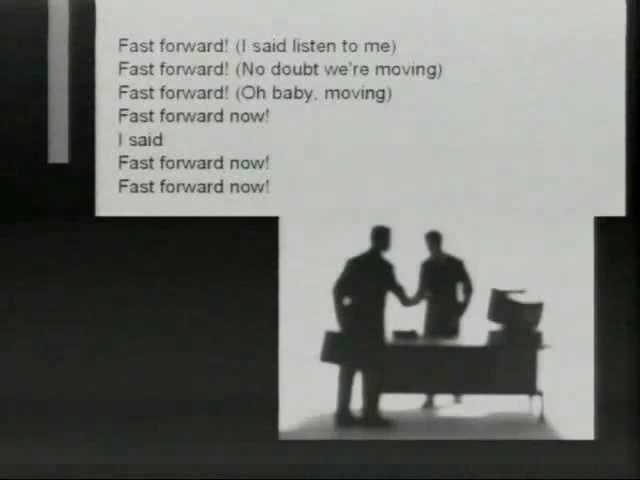 Fast forward! (I said listen to me)
Fast forward! (No doubt we're moving)
Fast forward! (Oh baby, moving)
Fast forward now!
I said
Fast forward now!
Fast forward now!